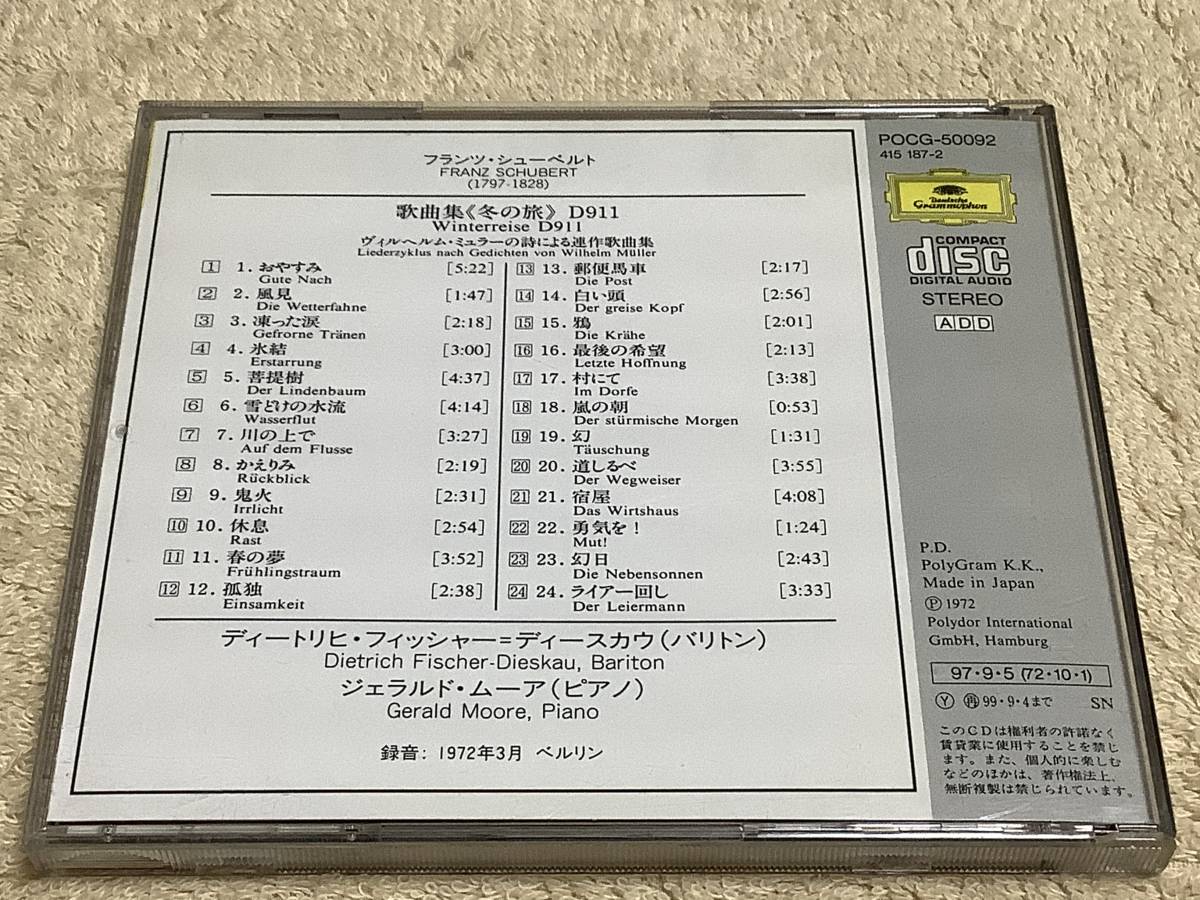 フランツ・シューベルト
FRANZ SCHUBERT
(1797-1828)
歌曲集《冬の旅》 D911
Winterreise D911
ヴィルヘルム・ミュラーの詩による連作歌曲集
Liederzyklus nach Gedichten von Wilhelm Müller
1 1. おやすみ [5:22]
Gute Nach
2 2. 風見 [1:47]
Die Wetterfahne
3 3. 凍った涙 [2:18]
Gefrorne Tränen
4 4. 氷結 [3:00]
Erstarrung
5 5. 菩提樹 [4:37]
Der Lindenbaum
6 6. 雪どけの水流 [4:14]
Wasserflut
7 7. 川の上で [3:27]
Auf dem Flusse
8 8. かえりみ [2:19]
Rückblick
9 9. 鬼火 [2:31]
Irrlicht
10 10. 休息 [2:54]
Rast
11 11. 春の夢 [3:52]
Frühlingstraum
12 12. 孤独 [2:38]
Einsamkeit
13 13. 郵便馬車 [2:17]
Die Post
14 14. 白い頭 [2:56]
Der greise Kopf
15 15. 鴉 [2:01]
Die Krähe
16 16. 最後の希望 [2:13]
Letzte Hoffnung
17 17. 村にて [3:38]
Im Dorfe
18 18. 嵐の朝 [0:53]
Der stürmische Morgen
19 19. 幻 [1:31]
Täuschung
20 20. 道しるべ [3:55]
Der Wegweiser
21 21. 宿屋 [4:08]
Das Wirtshaus
22 22. 勇気を! [1:24]
Mut!
23 23. 幻日 [2:43]
Die Nebensonnen
24 24. ライアー回し [3:33]
Der Leiermann
ディートリヒ・フィッシャー=ディースカウ(バリトン)
Dietrich Fischer-Dieskau, Bariton
ジェラルド・ムーア(ピアノ)
Gerald Moore, Piano
録音: 1972年3月 ベルリン
POCG-50092
415 187-2
Deutsche
Grammophon
COMPACT
disc
DIGITAL AUDIO
STEREO
ADD
P.D.
PolyGram K.K.,
Made in Japan
Ⓟ 1972
Polydor International
GmbH, Hamburg
97・9・5 (72・10・1)
Ⓨ ㊞99・9・4まで SN
このCDは権利者の許諾なく
賃貸業に使用することを禁じ
ます。また、個人的に楽しむ
などのほかは、著作権法上、
無断複製は禁じられています。